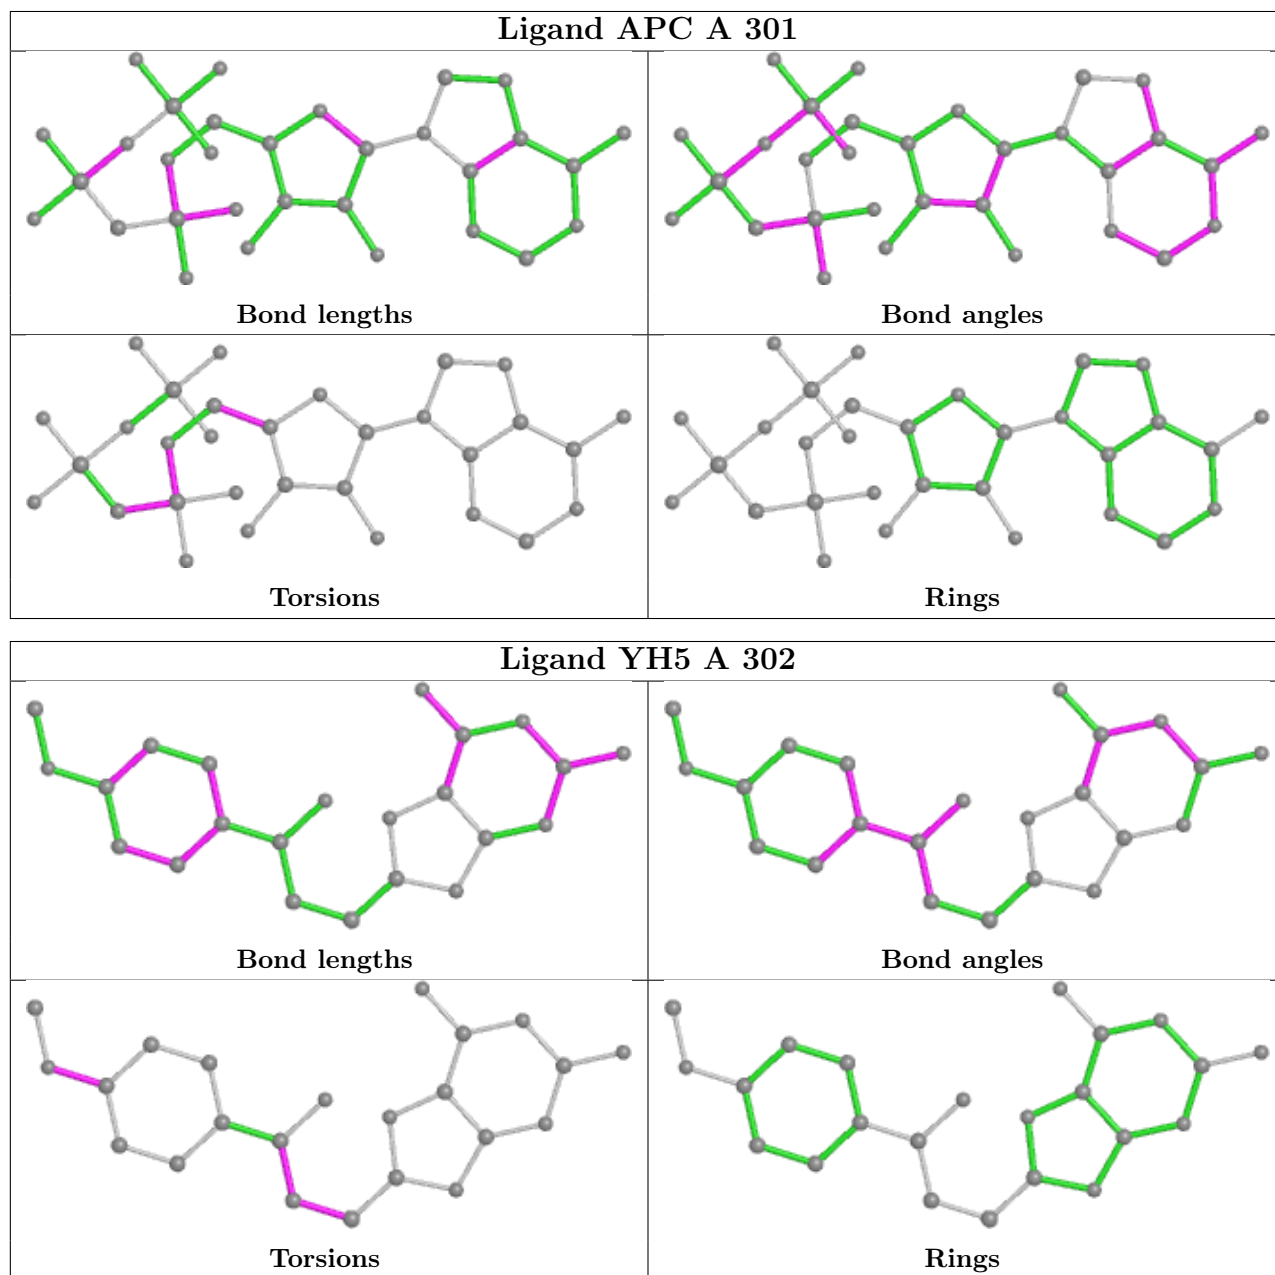 Ligand APC A 301
Bond lengths
Bond angles
Torsions
Rings
Ligand YH5 A 302
Bond lengths
Bond angles
Torsions
Rings